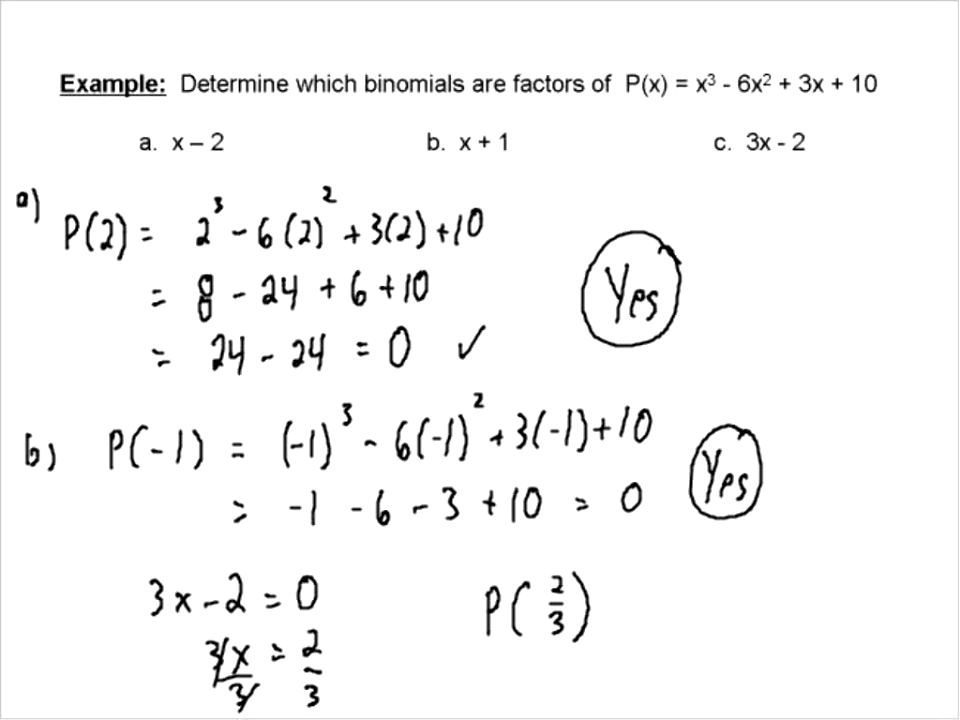 Example: Determine which binomials are factors of P(x) = x³ - 6x² + 3x + 10
a. x – 2 b. x + 1 c. 3x - 2
a)
P(2) = 2³ - 6(2)² + 3(2) + 10
= 8 - 24 + 6 + 10
= 24 - 24 = 0 ✓
Yes
b) P(-1) = (-1)³ - 6(-1)² + 3(-1) + 10
= -1 - 6 - 3 + 10 = 0
Yes
3x - 2 = 0
3x/3 = 2/3
P(2/3)